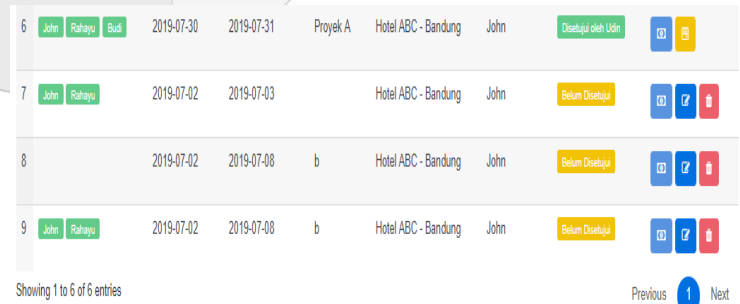 6 John Rahayu Budi 2019-07-30 2019-07-31 Proyek A Hotel ABC - Bandung John Disetujui oleh Udin
7 John Rahayu 2019-07-02 2019-07-03 Hotel ABC - Bandung John Belum Disetujui
8 2019-07-02 2019-07-08 b Hotel ABC - Bandung John Belum Disetujui
9 John Rahayu 2019-07-02 2019-07-08 b Hotel ABC - Bandung John Belum Disetujui
Showing 1 to 6 of 6 entries Previous 1 Next